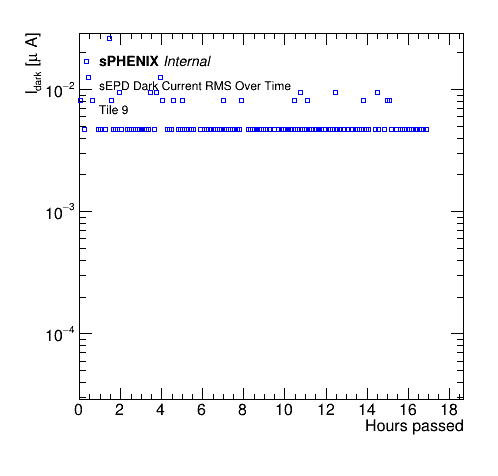 I_dark [μ A]
sPHENIX Internal
sEPD Dark Current RMS Over Time
Tile 9
10⁻²
10⁻³
10⁻⁴
0 2 4 6 8 10 12 14 16 18
Hours passed